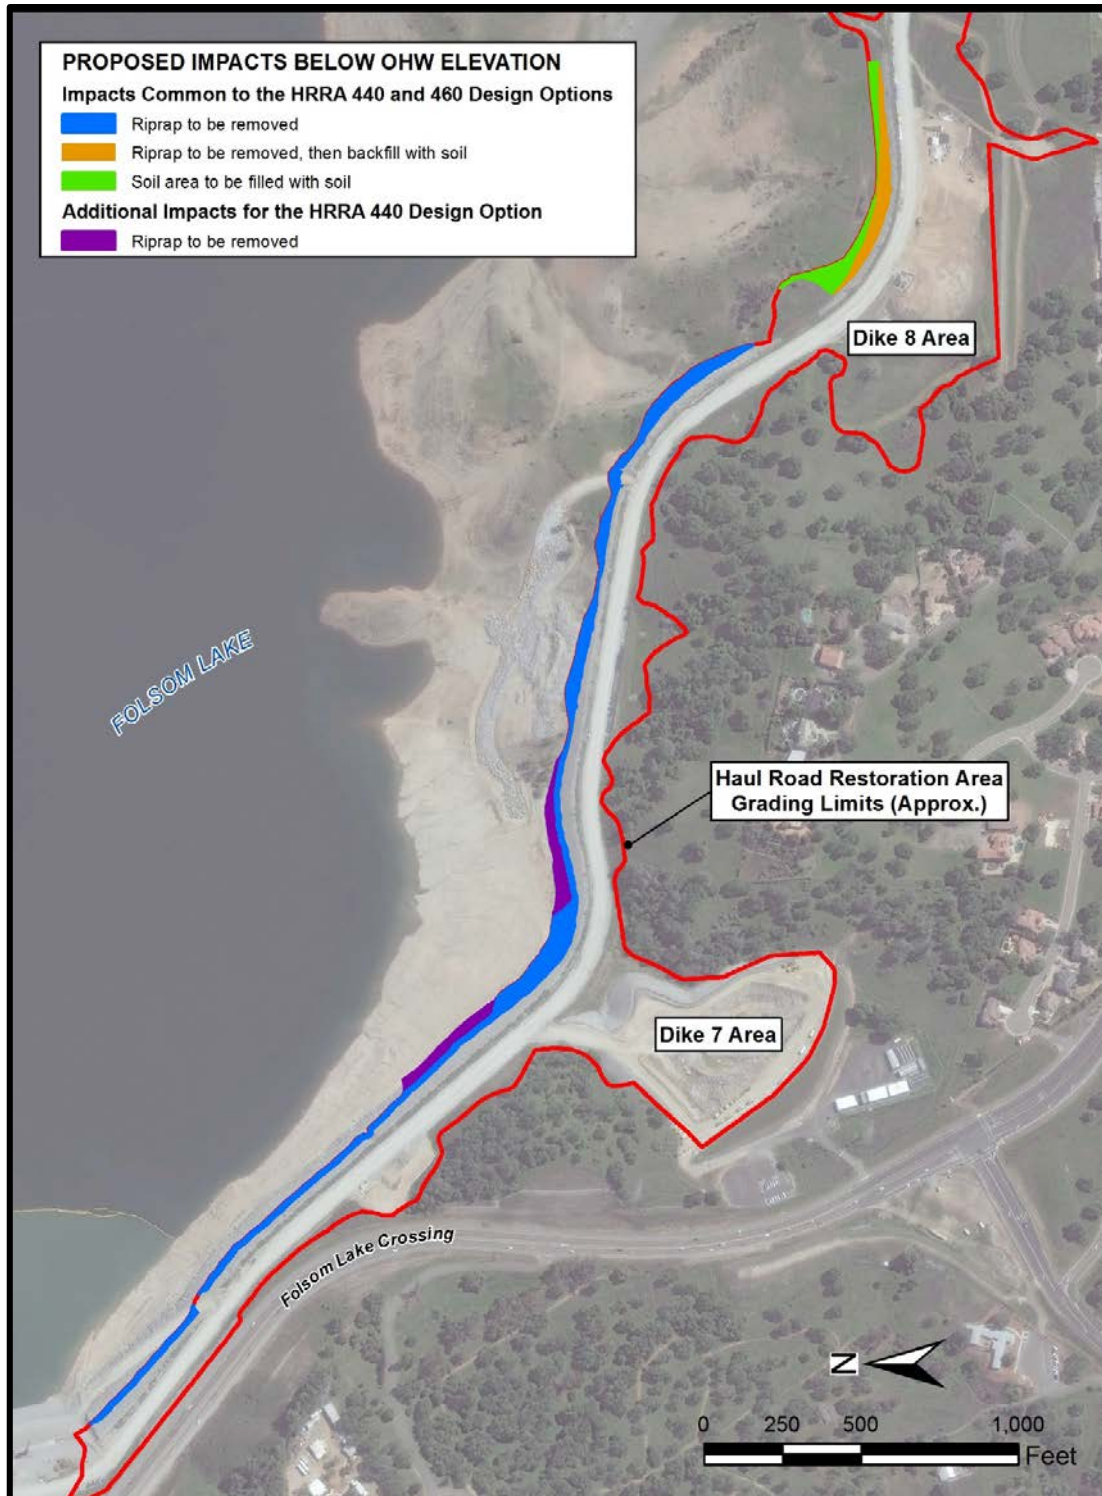 PROPOSED IMPACTS BELOW OHW ELEVATION
Impacts Common to the HRRA 440 and 460 Design Options
Riprap to be removed
Riprap to be removed, then backfill with soil
Soil area to be filled with soil
Additional Impacts for the HRRA 440 Design Option
Riprap to be removed
Dike 8 Area
FOLSOM LAKE
Haul Road Restoration Area
Grading Limits (Approx.)
Dike 7 Area
Folsom Lake Crossing
N
0 250 500 1,000
Feet